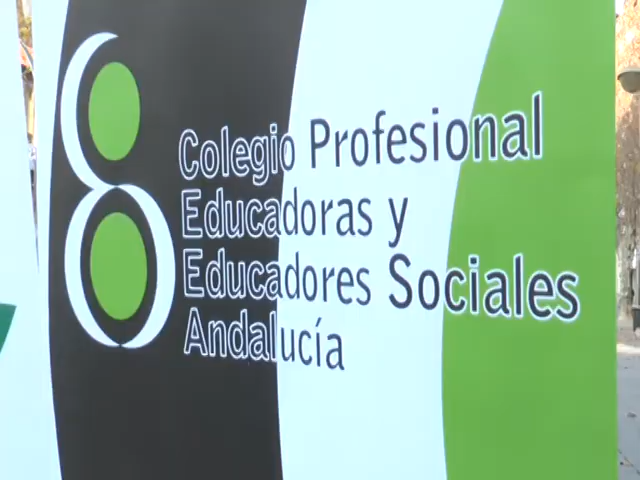 Colegio Profesional
Educadoras y
Educadores Sociales
Andalucía